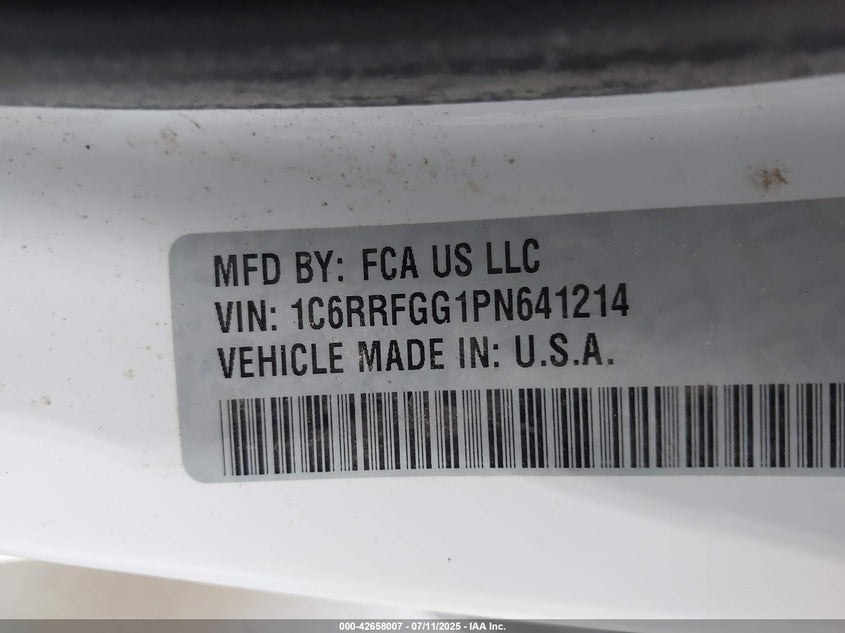 MFD BY: FCA US LLC
VIN: 1C6RRFGG1PN641214
VEHICLE MADE IN: U.S.A.
000-42658007 - 07/11/2025 - IAA Inc.